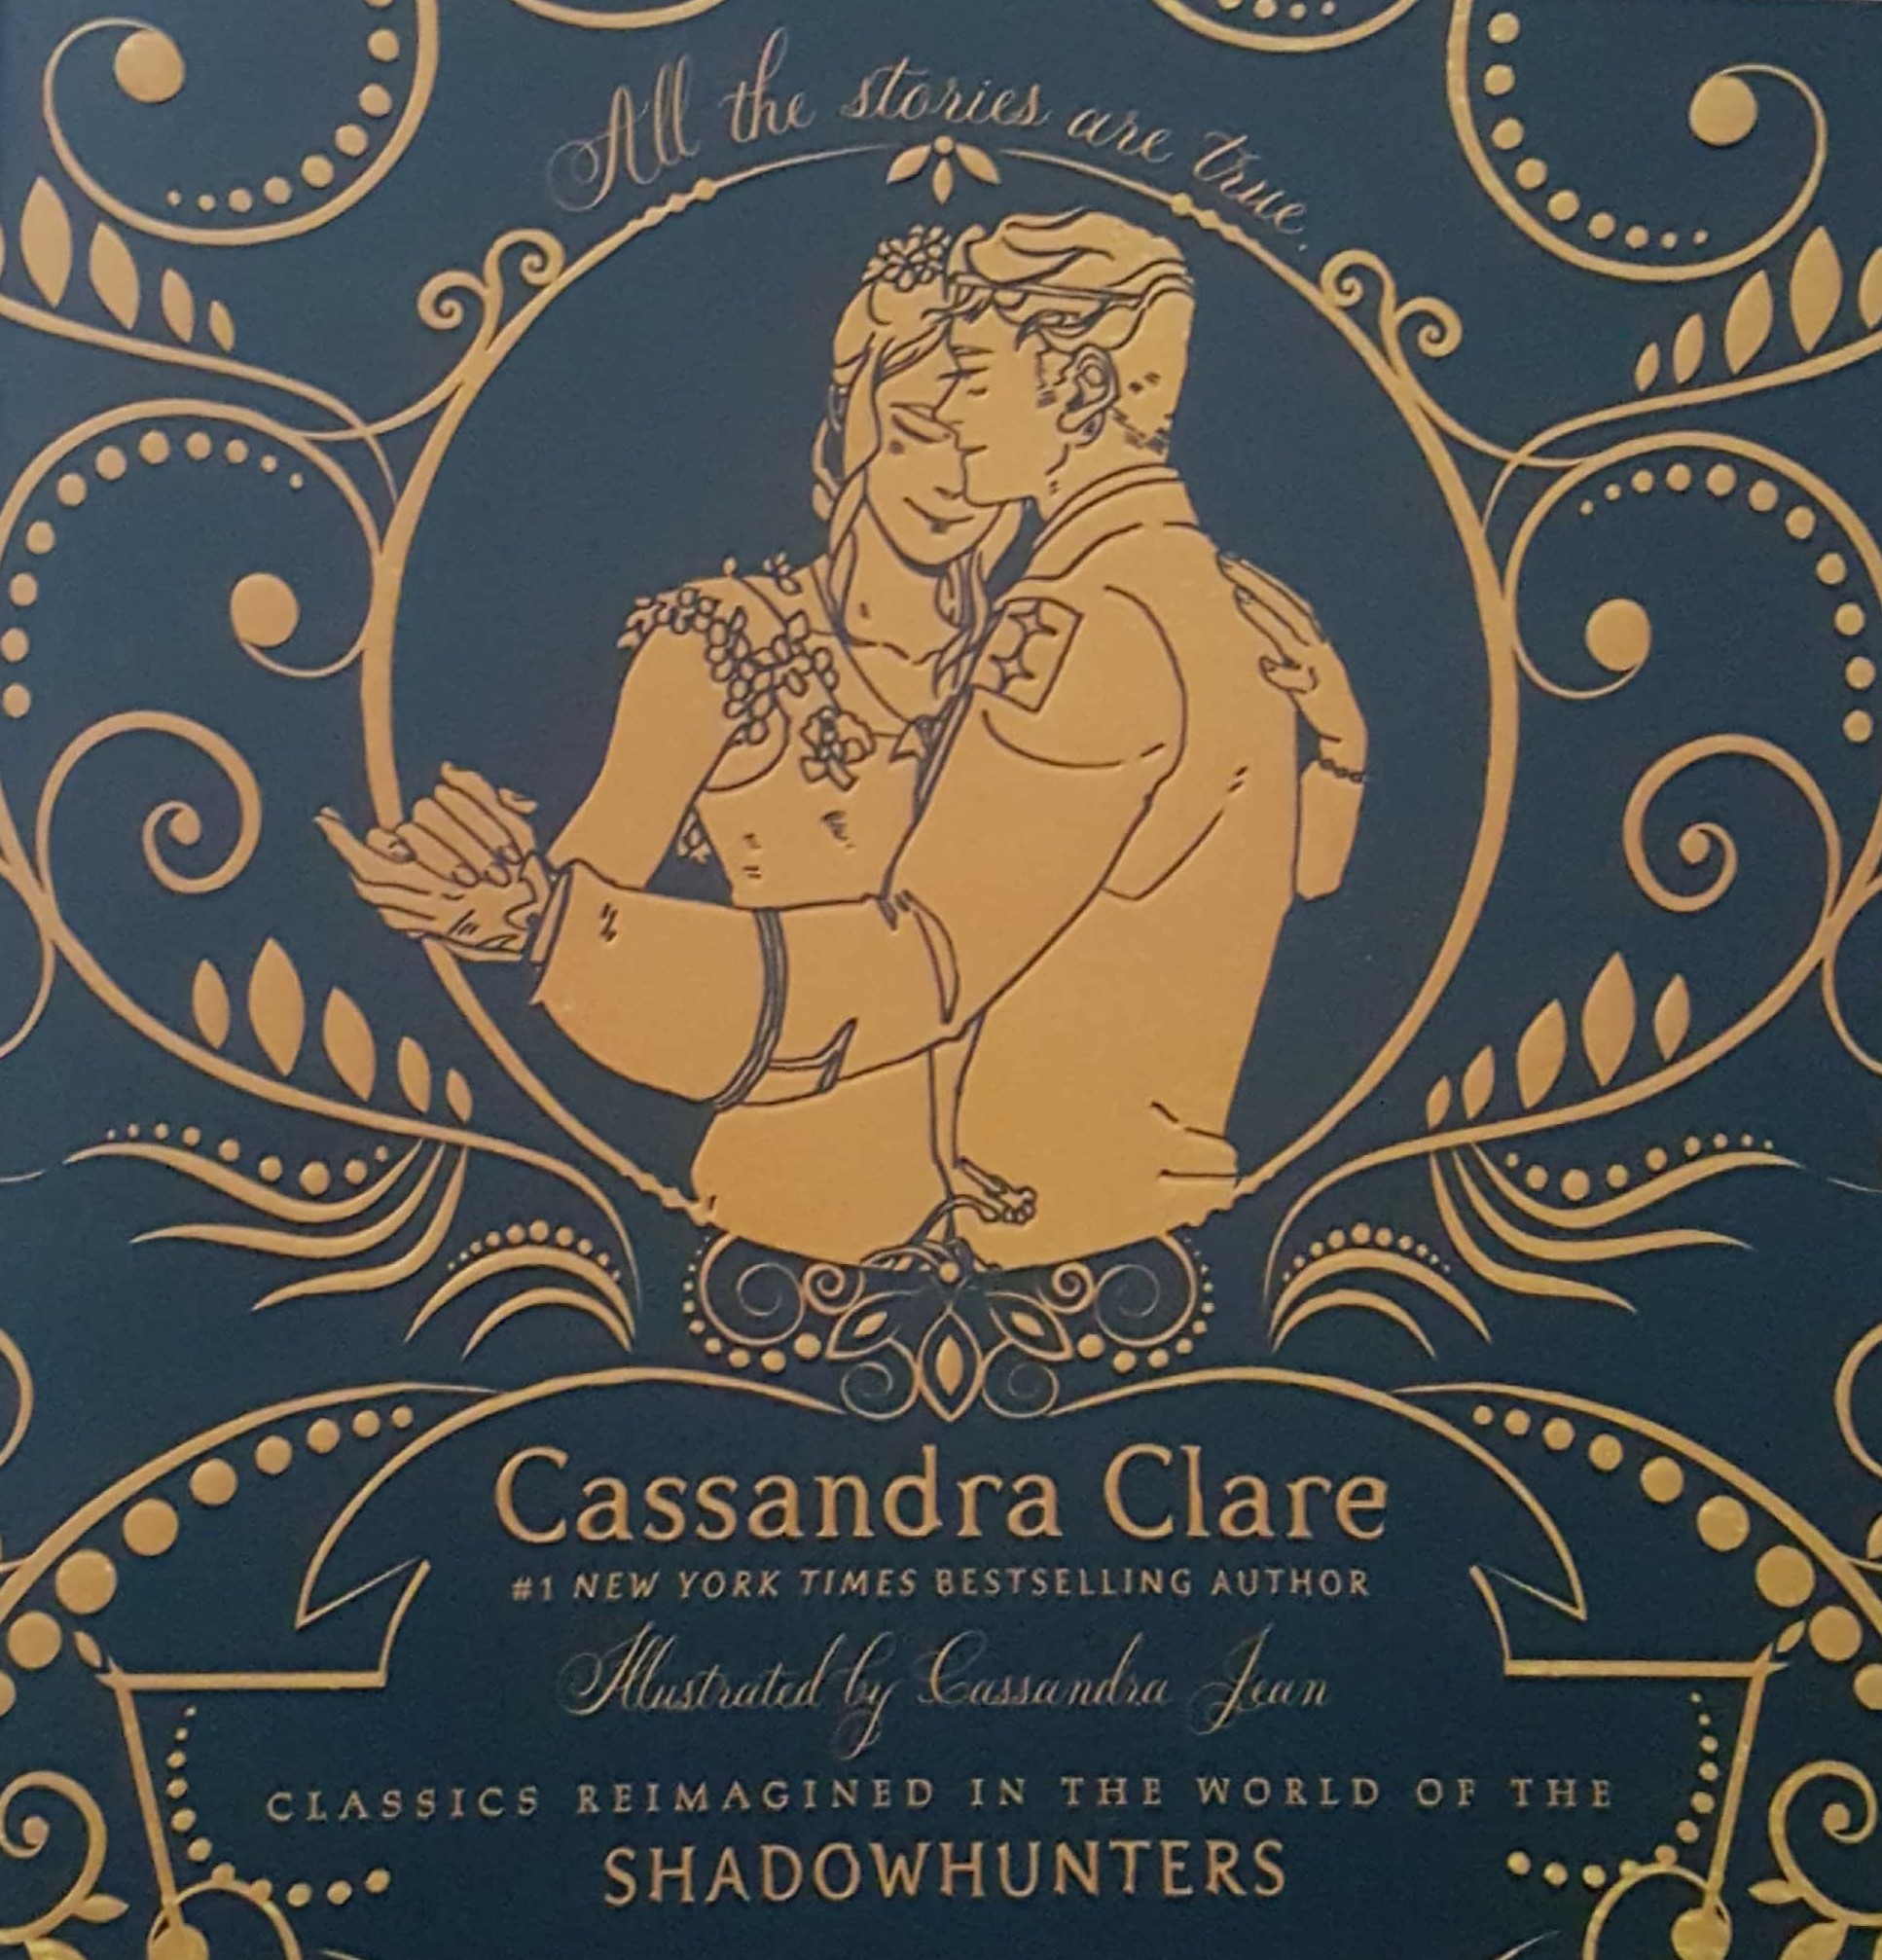 All the stories are true.
Cassandra Clare
#1 NEW YORK TIMES BESTSELLING AUTHOR
Illustrated by Cassandra Jean
CLASSICS REIMAGINED IN THE WORLD OF THE
SHADOWHUNTERS